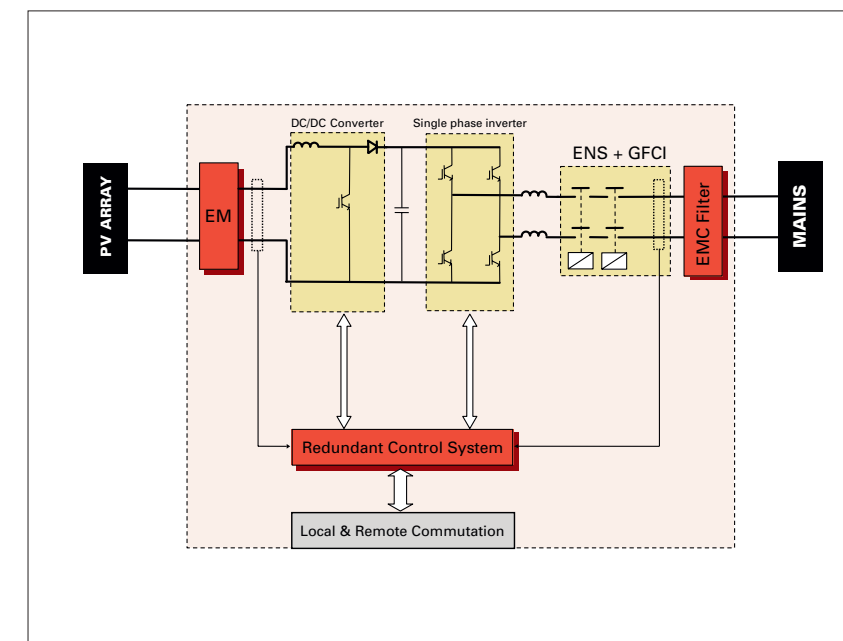 DC/DC Converter
Single phase inverter
ENS + GFCI
PV ARRAY
EM
EMC Filter
MAINS
Redundant Control System
Local & Remote Commutation